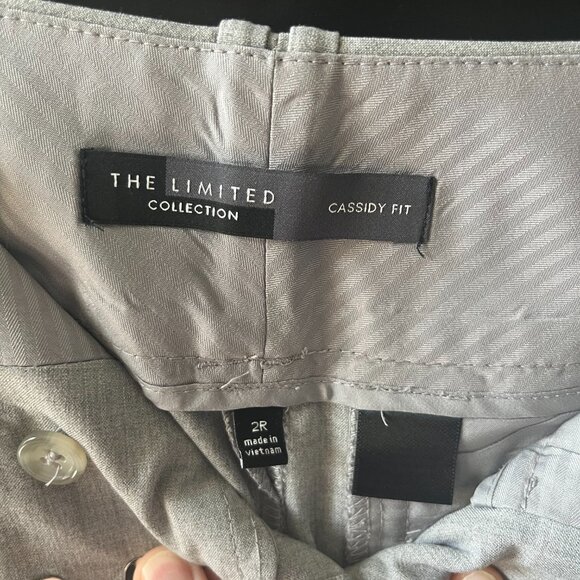 THE LIMITED
COLLECTION
CASSIDY FIT
2R
made in
vietnam